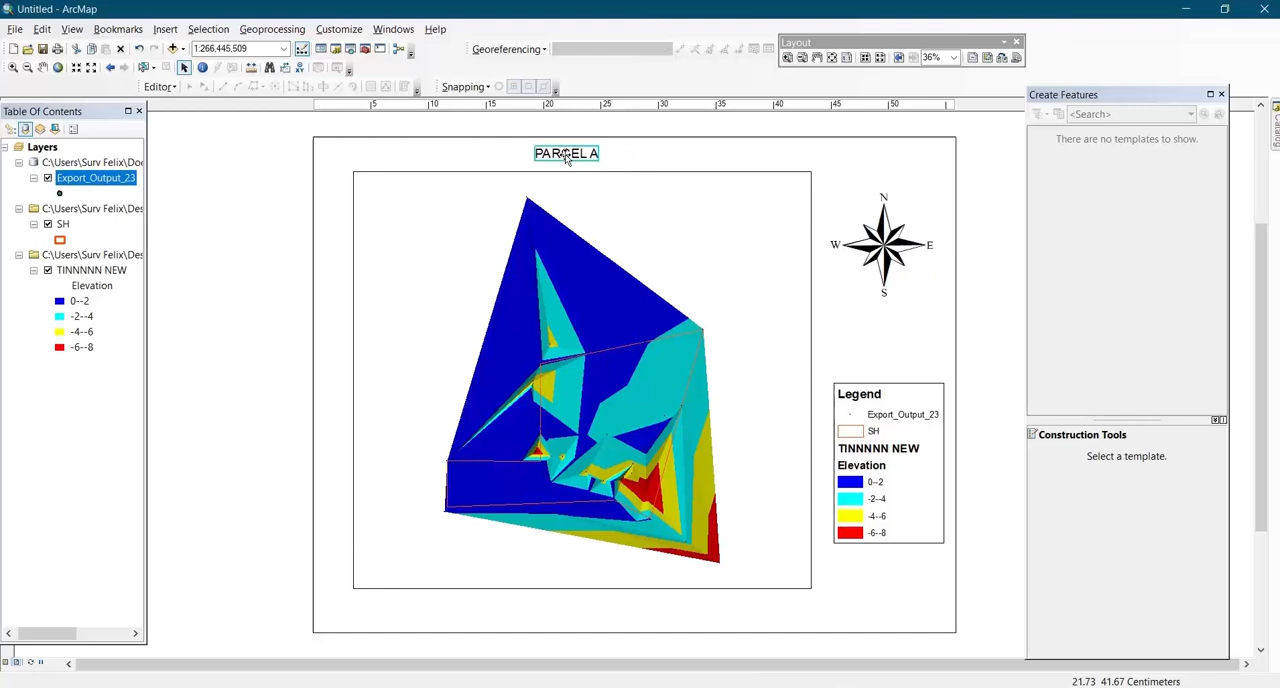 Untitled - ArcMap
File Edit View Bookmarks Insert Selection Geoprocessing Customize Windows Help
1:266,445,509
Georeferencing
Layout
36%
Editor
Snapping
Table Of Contents
Layers
C:\Users\Surv Felix\Doc
Export_Output_23
C:\Users\Surv Felix\Des
SH
C:\Users\Surv Felix\Des
TINNNNN NEW
Elevation
0--2
-2--4
-4--6
-6--8
5 10 15 20 25 30 35 40 45 50
PARCEL A
N
W E
S
Legend
Export_Output_23
SH
TINNNNN NEW
Elevation
0--2
-2--4
-4--6
-6--8
Create Features
<Search>
There are no templates to show.
Construction Tools
Select a template.
Catalog
21.73 41.67 Centimeters